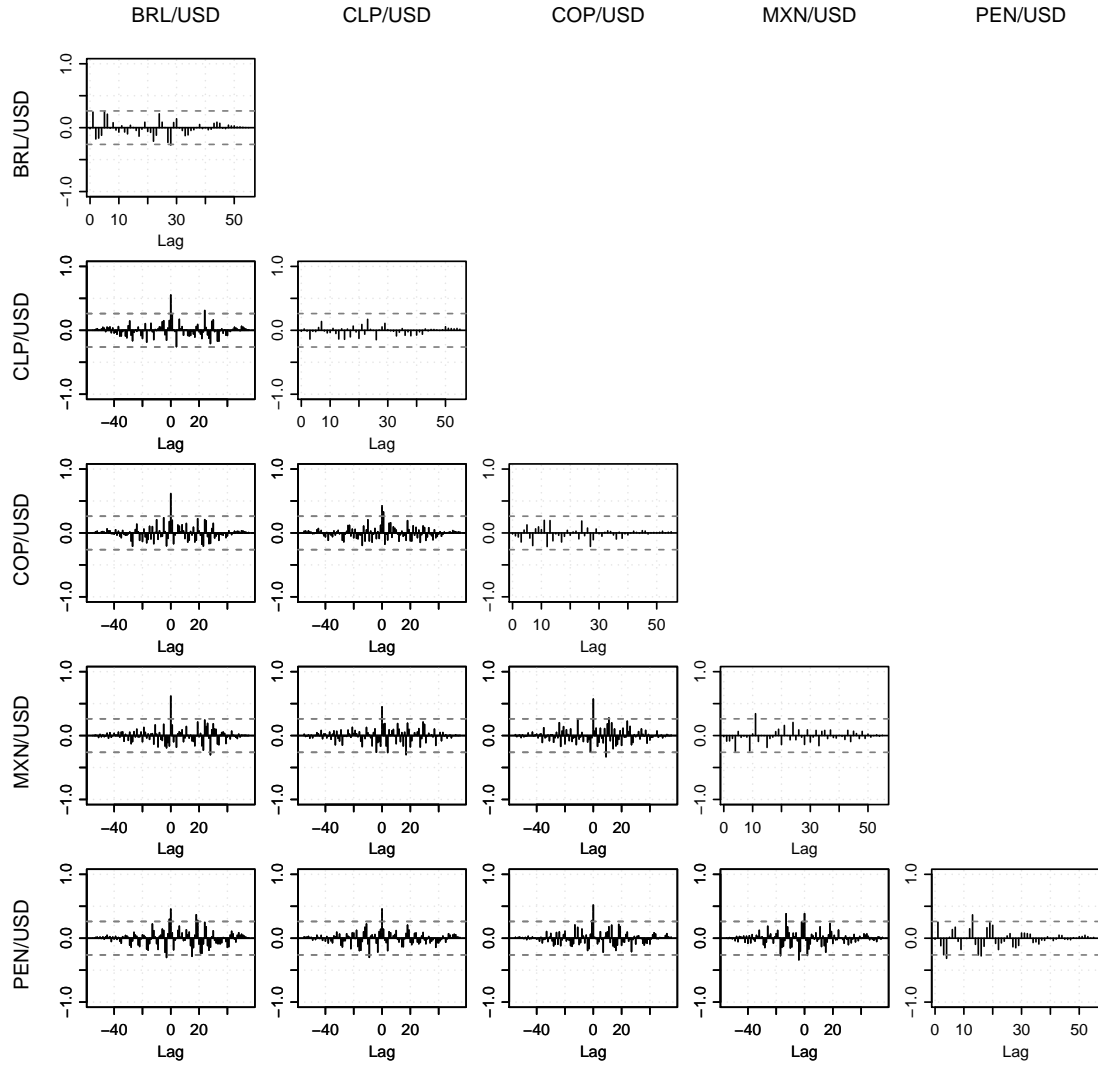 BRL/USD CLP/USD COP/USD MXN/USD PEN/USD
BRL/USD
1.0
0.0
−1.0
0 10 30 50
Lag
CLP/USD
1.0 1.0
0.0 0.0
−1.0 −1.0
−40 0 20 0 10 30 50
Lag Lag
COP/USD
1.0 1.0 1.0
0.0 0.0 0.0
−1.0 −1.0 −1.0
−40 0 20 −40 0 20 0 10 30 50
Lag Lag Lag
MXN/USD
1.0 1.0 1.0 1.0
0.0 0.0 0.0 0.0
−1.0 −1.0 −1.0 −1.0
−40 0 20 −40 0 20 −40 0 20 0 10 30 50
Lag Lag Lag Lag
PEN/USD
1.0 1.0 1.0 1.0 1.0
0.0 0.0 0.0 0.0 0.0
−1.0 −1.0 −1.0 −1.0 −1.0
−40 0 20 −40 0 20 −40 0 20 −40 0 20 0 10 30 50
Lag Lag Lag Lag Lag